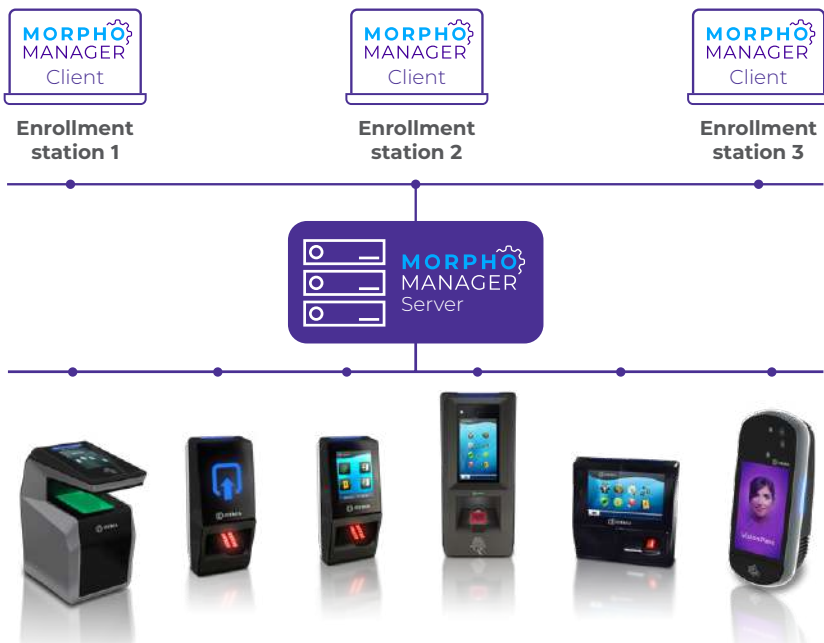 MORPHO
MANAGER
Client
MORPHO
MANAGER
Client
MORPHO
MANAGER
Client
Enrollment
station 1
Enrollment
station 2
Enrollment
station 3
MORPHO
MANAGER
Server
IDEMIA
VisionPass